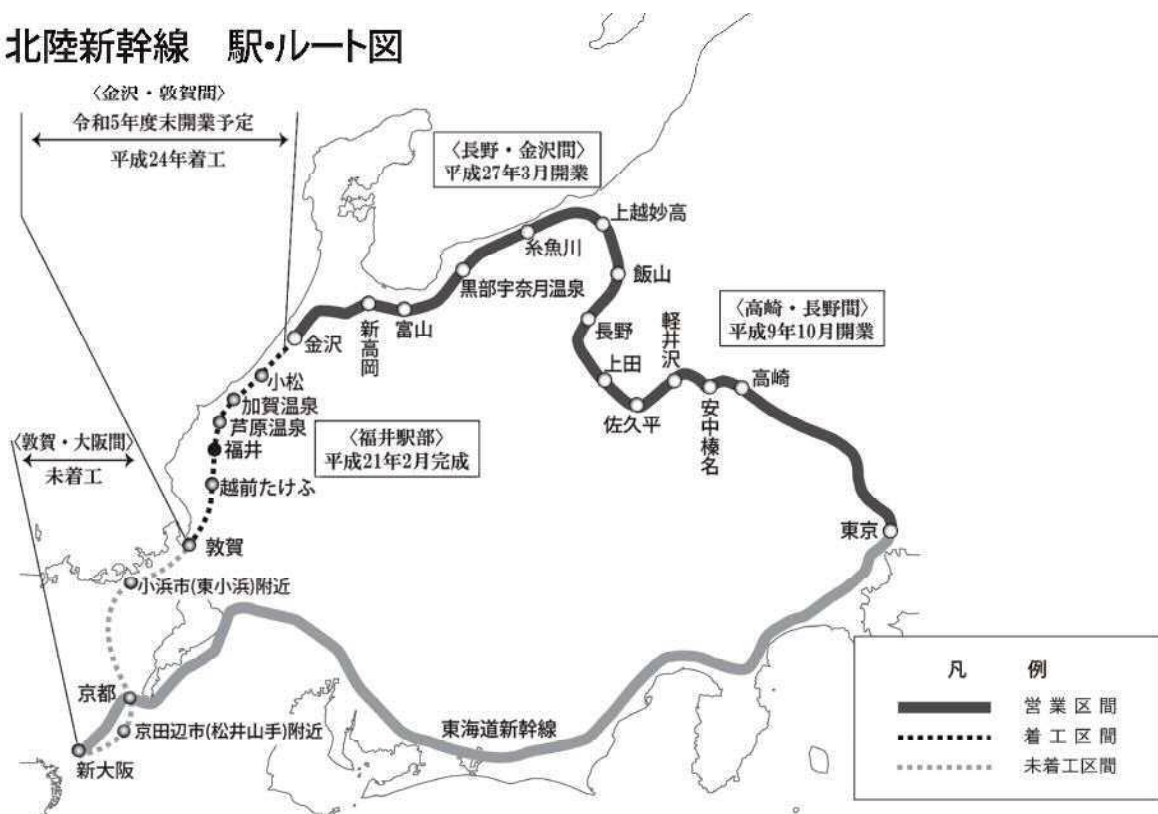 北陸新幹線 駅・ルート図
〈金沢・敦賀間〉
令和5年度末開業予定
平成24年着工
〈長野・金沢間〉
平成27年3月開業
上越妙高
糸魚川
飯山
黒部宇奈月温泉
〈高崎・長野間〉
平成9年10月開業
長野
軽井沢
富山
新高岡
金沢
上田
高崎
小松
佐久平
安中榛名
加賀温泉
芦原温泉
〈福井駅部〉
平成21年2月完成
福井
〈敦賀・大阪間〉
未着工
越前たけふ
東京
敦賀
小浜市(東小浜)附近
京都
京田辺市(松井山手)附近
東海道新幹線
新大阪
凡 例
営業区間
着工区間
未着工区間